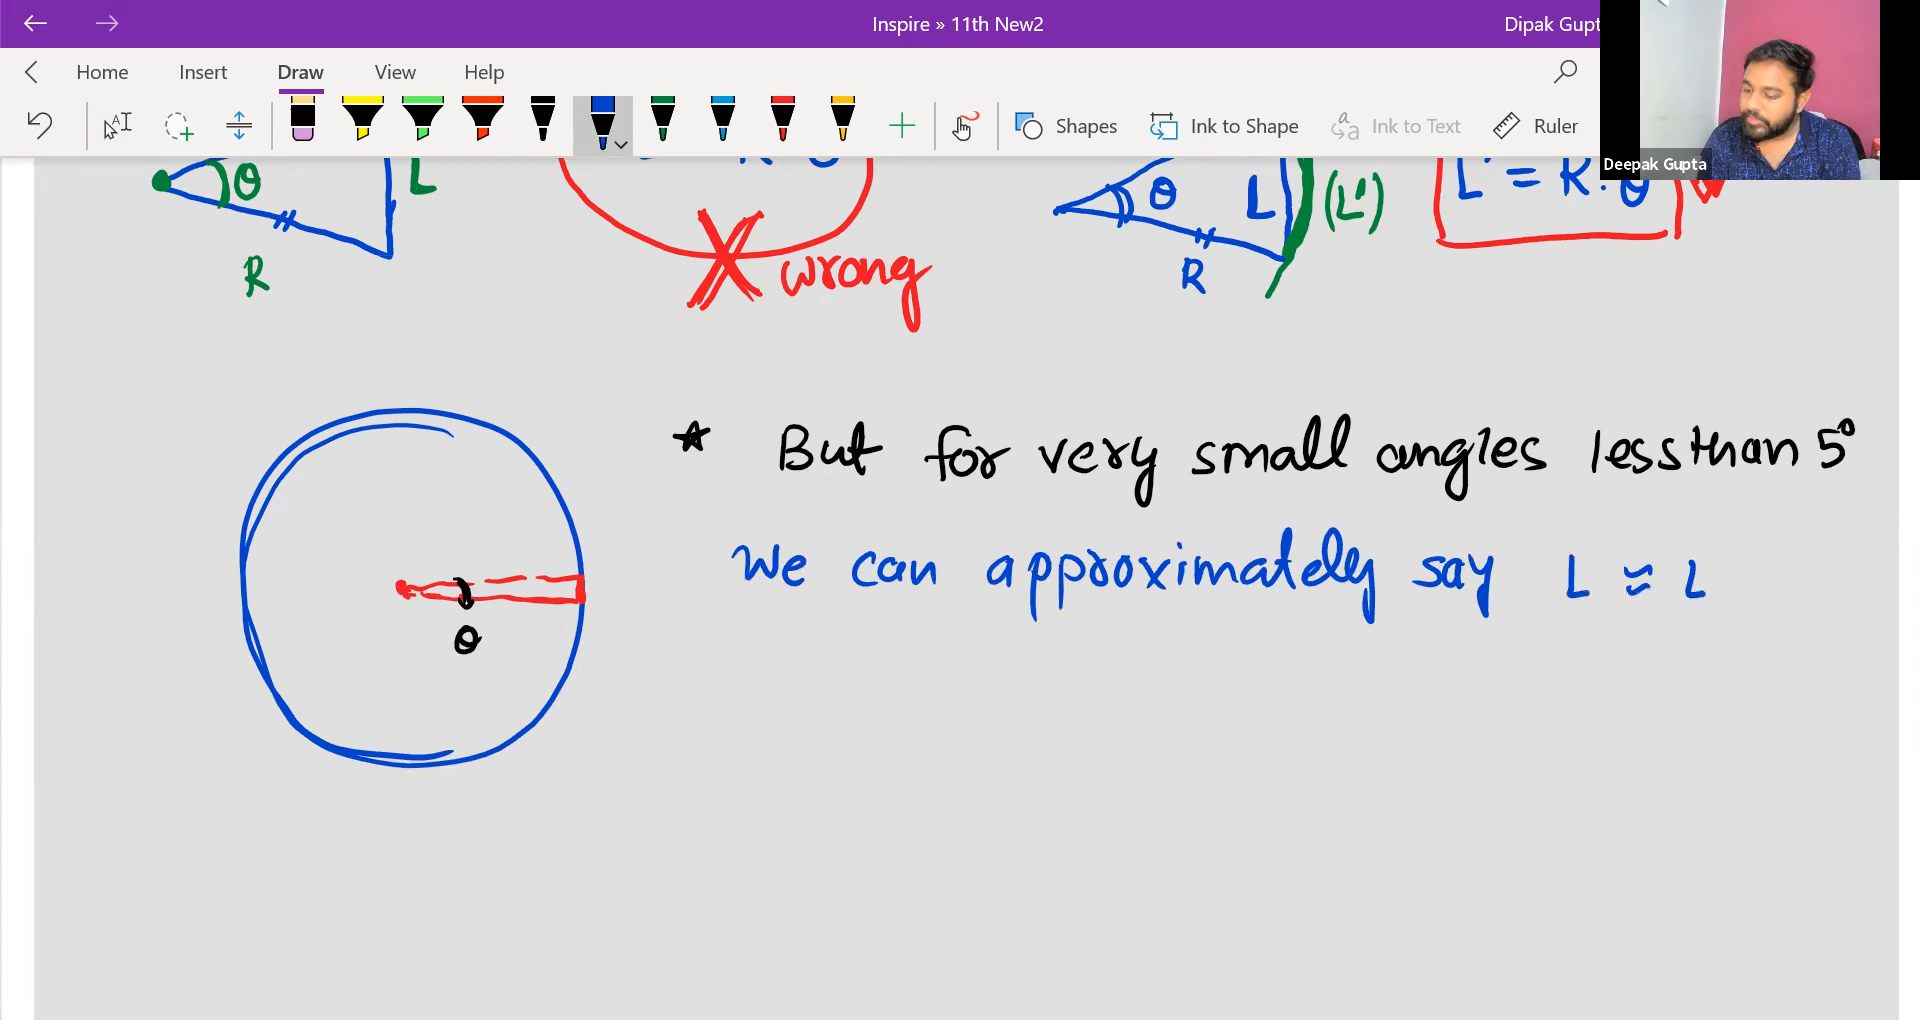 Inspire » 11th New2
Dipak Gupt
Home Insert Draw View Help
Shapes Ink to Shape Ink to Text Ruler
Deepak Gupta
θ L
R
wrong
θ L (L')
R
L' = R.θ
★ But for very small angles less than 5°
We can approximately say L ≈ L
θ